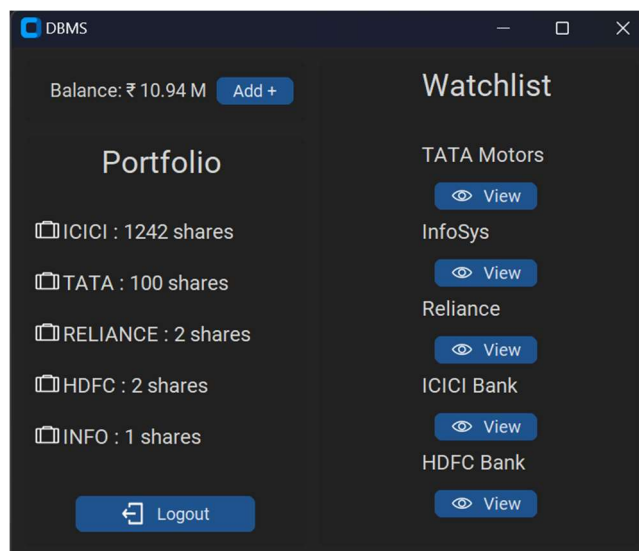 DBMS
Balance: ₹ 10.94 M Add +
Portfolio
ICICI : 1242 shares
TATA : 100 shares
RELIANCE : 2 shares
HDFC : 2 shares
INFO : 1 shares
Logout
Watchlist
TATA Motors
View
InfoSys
View
Reliance
View
ICICI Bank
View
HDFC Bank
View